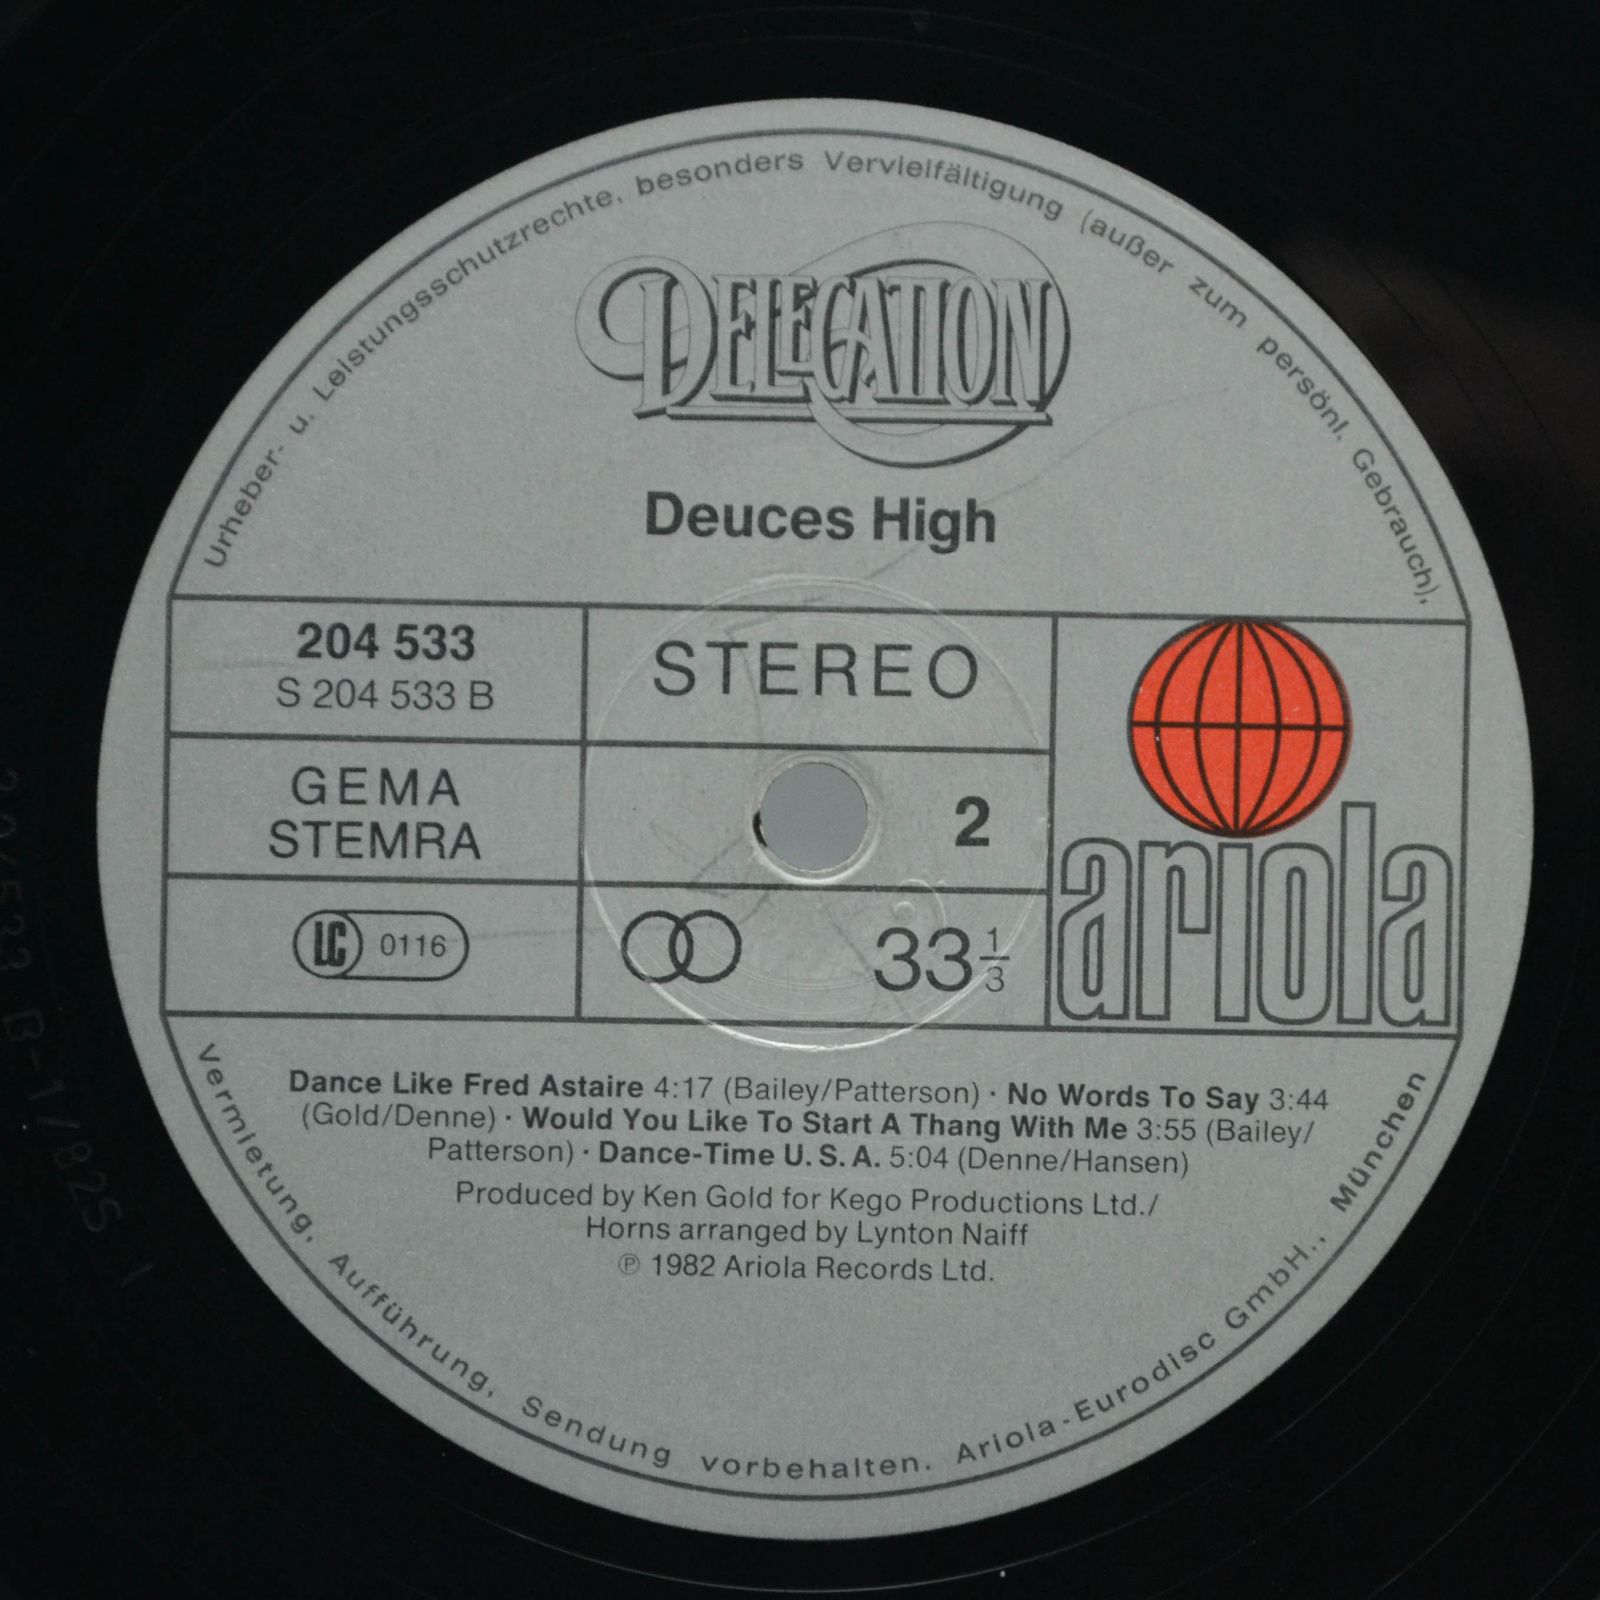 Urheber- u. Leistungsschutzrechte, besonders Vervielfältigung (außer zum persönl. Gebrauch),
DELEGATION
Deuces High
204 533
S 204 533 B
STEREO
GEMA
STEMRA
2
LC 0116
33 1/3
ariola
Dance Like Fred Astaire 4:17 (Bailey/Patterson) · No Words To Say 3:44
(Gold/Denne) · Would You Like To Start A Thang With Me 3:55 (Bailey/
Patterson) · Dance-Time U. S. A. 5:04 (Denne/Hansen)
Produced by Ken Gold for Kego Productions Ltd./
Horns arranged by Lynton Naiff
℗ 1982 Ariola Records Ltd.
Vermietung, Aufführung, Sendung vorbehalten. Ariola-Eurodisc GmbH., München